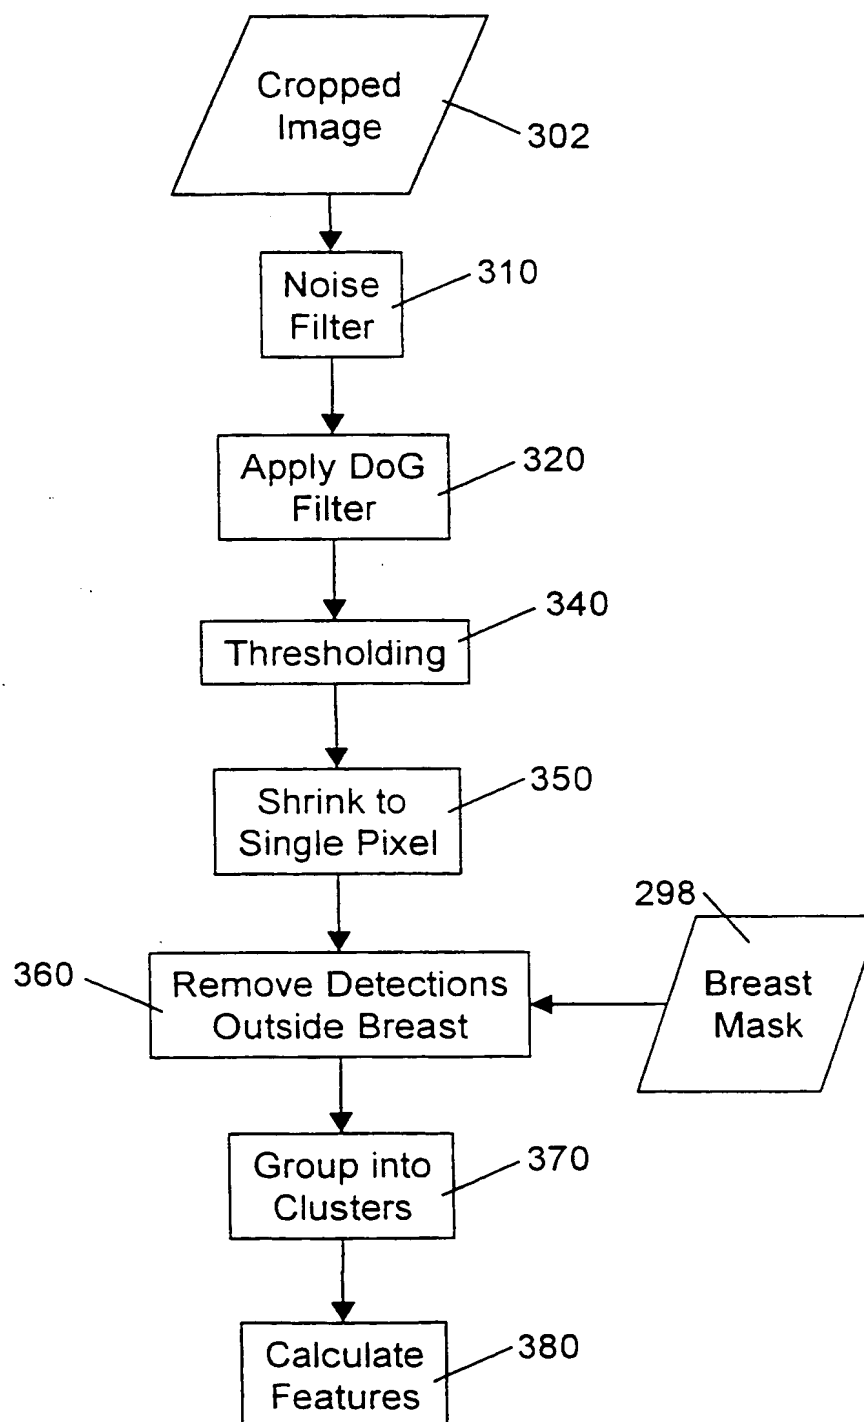 Cropped
Image
302
Noise
Filter
310
Apply DoG
Filter
320
Thresholding
340
Shrink to
Single Pixel
350
360
Remove Detections
Outside Breast
298
Breast
Mask
Group into
Clusters
370
Calculate
Features
380